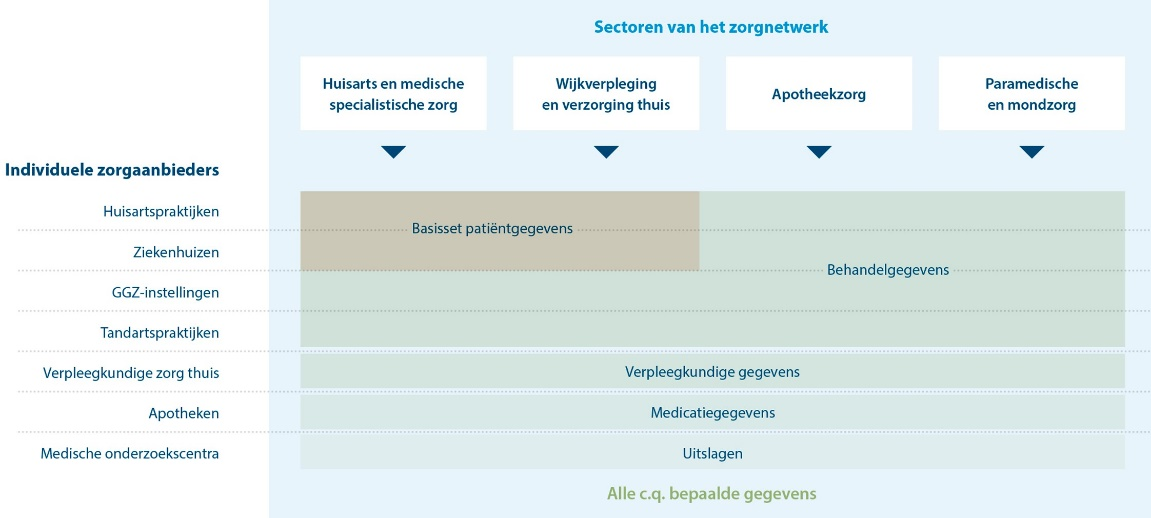 Sectoren van het zorgnetwerk
Huisarts en medische
specialistische zorg
Wijkverpleging
en verzorging thuis
Apotheekzorg
Paramedische
en mondzorg
Individuele zorgaanbieders
Huisartspraktijken
Basisset patiëntgegevens
Ziekenhuizen
Behandelgegevens
GGZ-instellingen
Tandartspraktijken
Verpleegkundige zorg thuis
Verpleegkundige gegevens
Apotheken
Medicatiegegevens
Medische onderzoekscentra
Uitslagen
Alle c.q. bepaalde gegevens